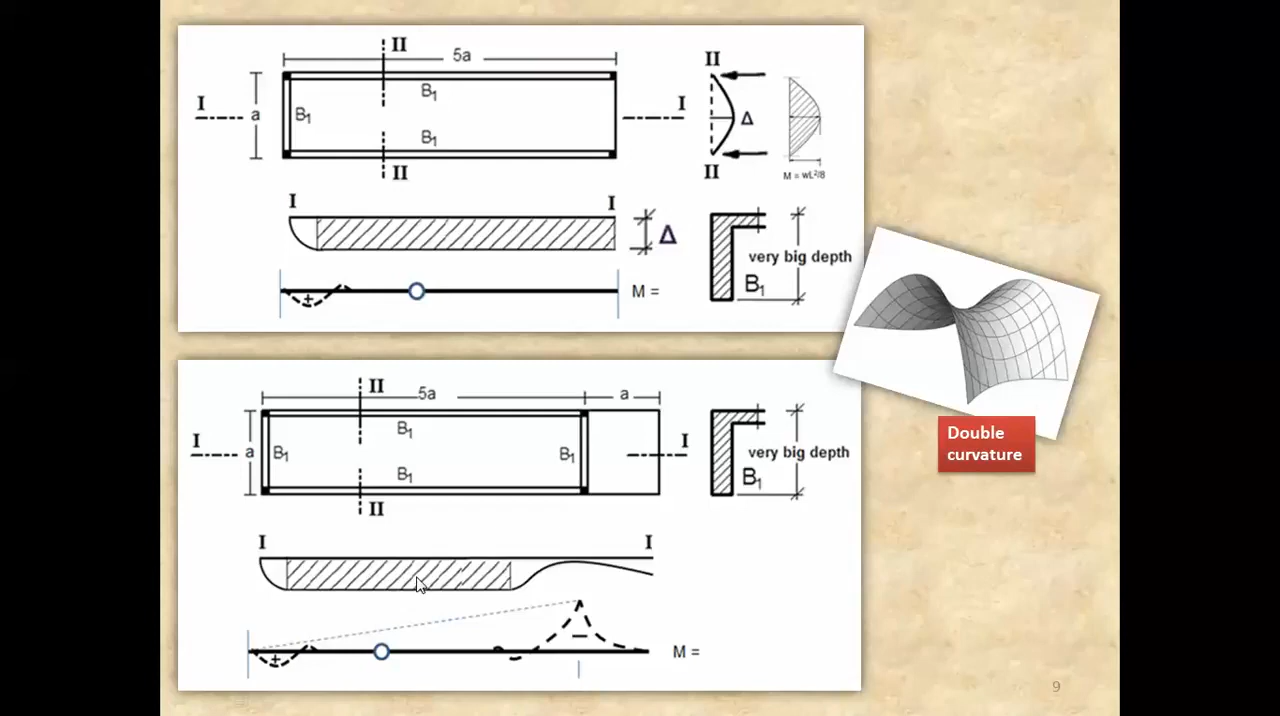 II
5a
I
a
B₁
B₁
B₁
I
II
II
Δ
II
M = wL²/8
I
I
Δ
+
M =
very big depth
B₁
II
5a
a
I
a
B₁
B₁
B₁
B₁
I
II
very big depth
B₁
I
I
+
−
M =
Double
curvature
9